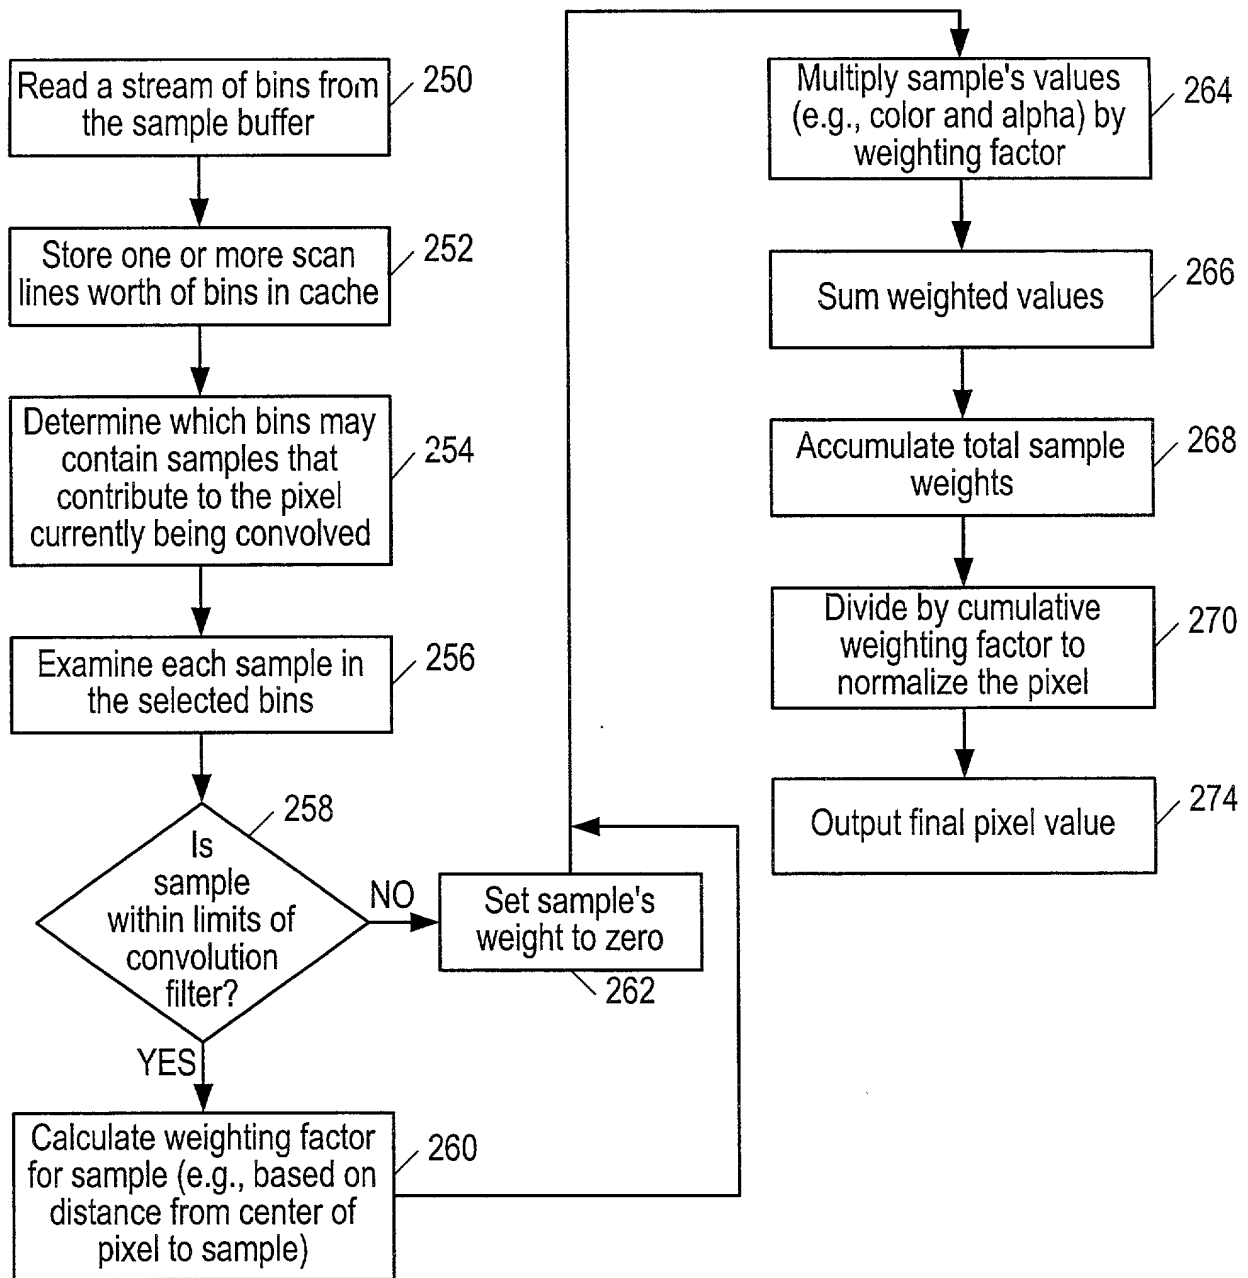 Read a stream of bins from
the sample buffer
250
Store one or more scan
lines worth of bins in cache
252
Determine which bins may
contain samples that
contribute to the pixel
currently being convolved
254
Examine each sample in
the selected bins
256
Is
sample
within limits of
convolution
filter?
258
NO
YES
Set sample's
weight to zero
262
Calculate weighting factor
for sample (e.g., based on
distance from center of
pixel to sample)
260
Multiply sample's values
(e.g., color and alpha) by
weighting factor
264
Sum weighted values
266
Accumulate total sample
weights
268
Divide by cumulative
weighting factor to
normalize the pixel
270
Output final pixel value
274